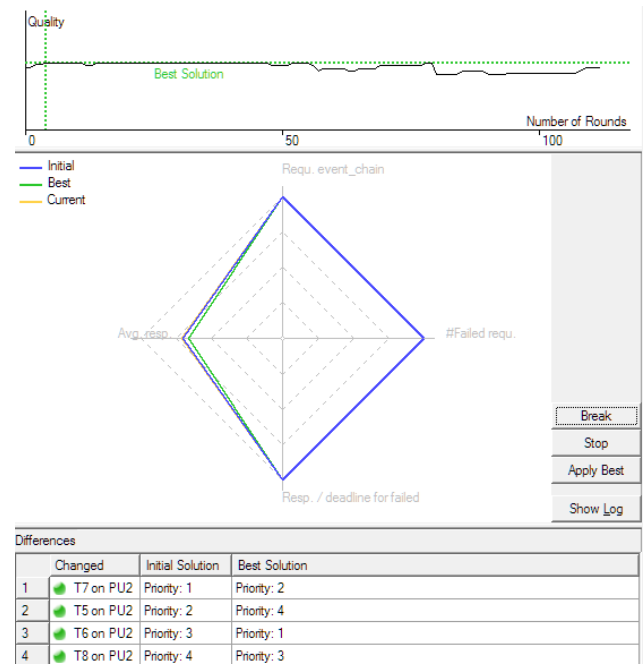 Quality
Best Solution
Number of Rounds
0 50 100
Initial
Best
Current
Requ. event_chain
Avg. resp.
#Failed requ.
Resp. / deadline for failed
Break
Stop
Apply Best
Show Log
Differences
Changed Initial Solution Best Solution
1 T7 on PU2 Priority: 1 Priority: 2
2 T5 on PU2 Priority: 2 Priority: 4
3 T6 on PU2 Priority: 3 Priority: 1
4 T8 on PU2 Priority: 4 Priority: 3